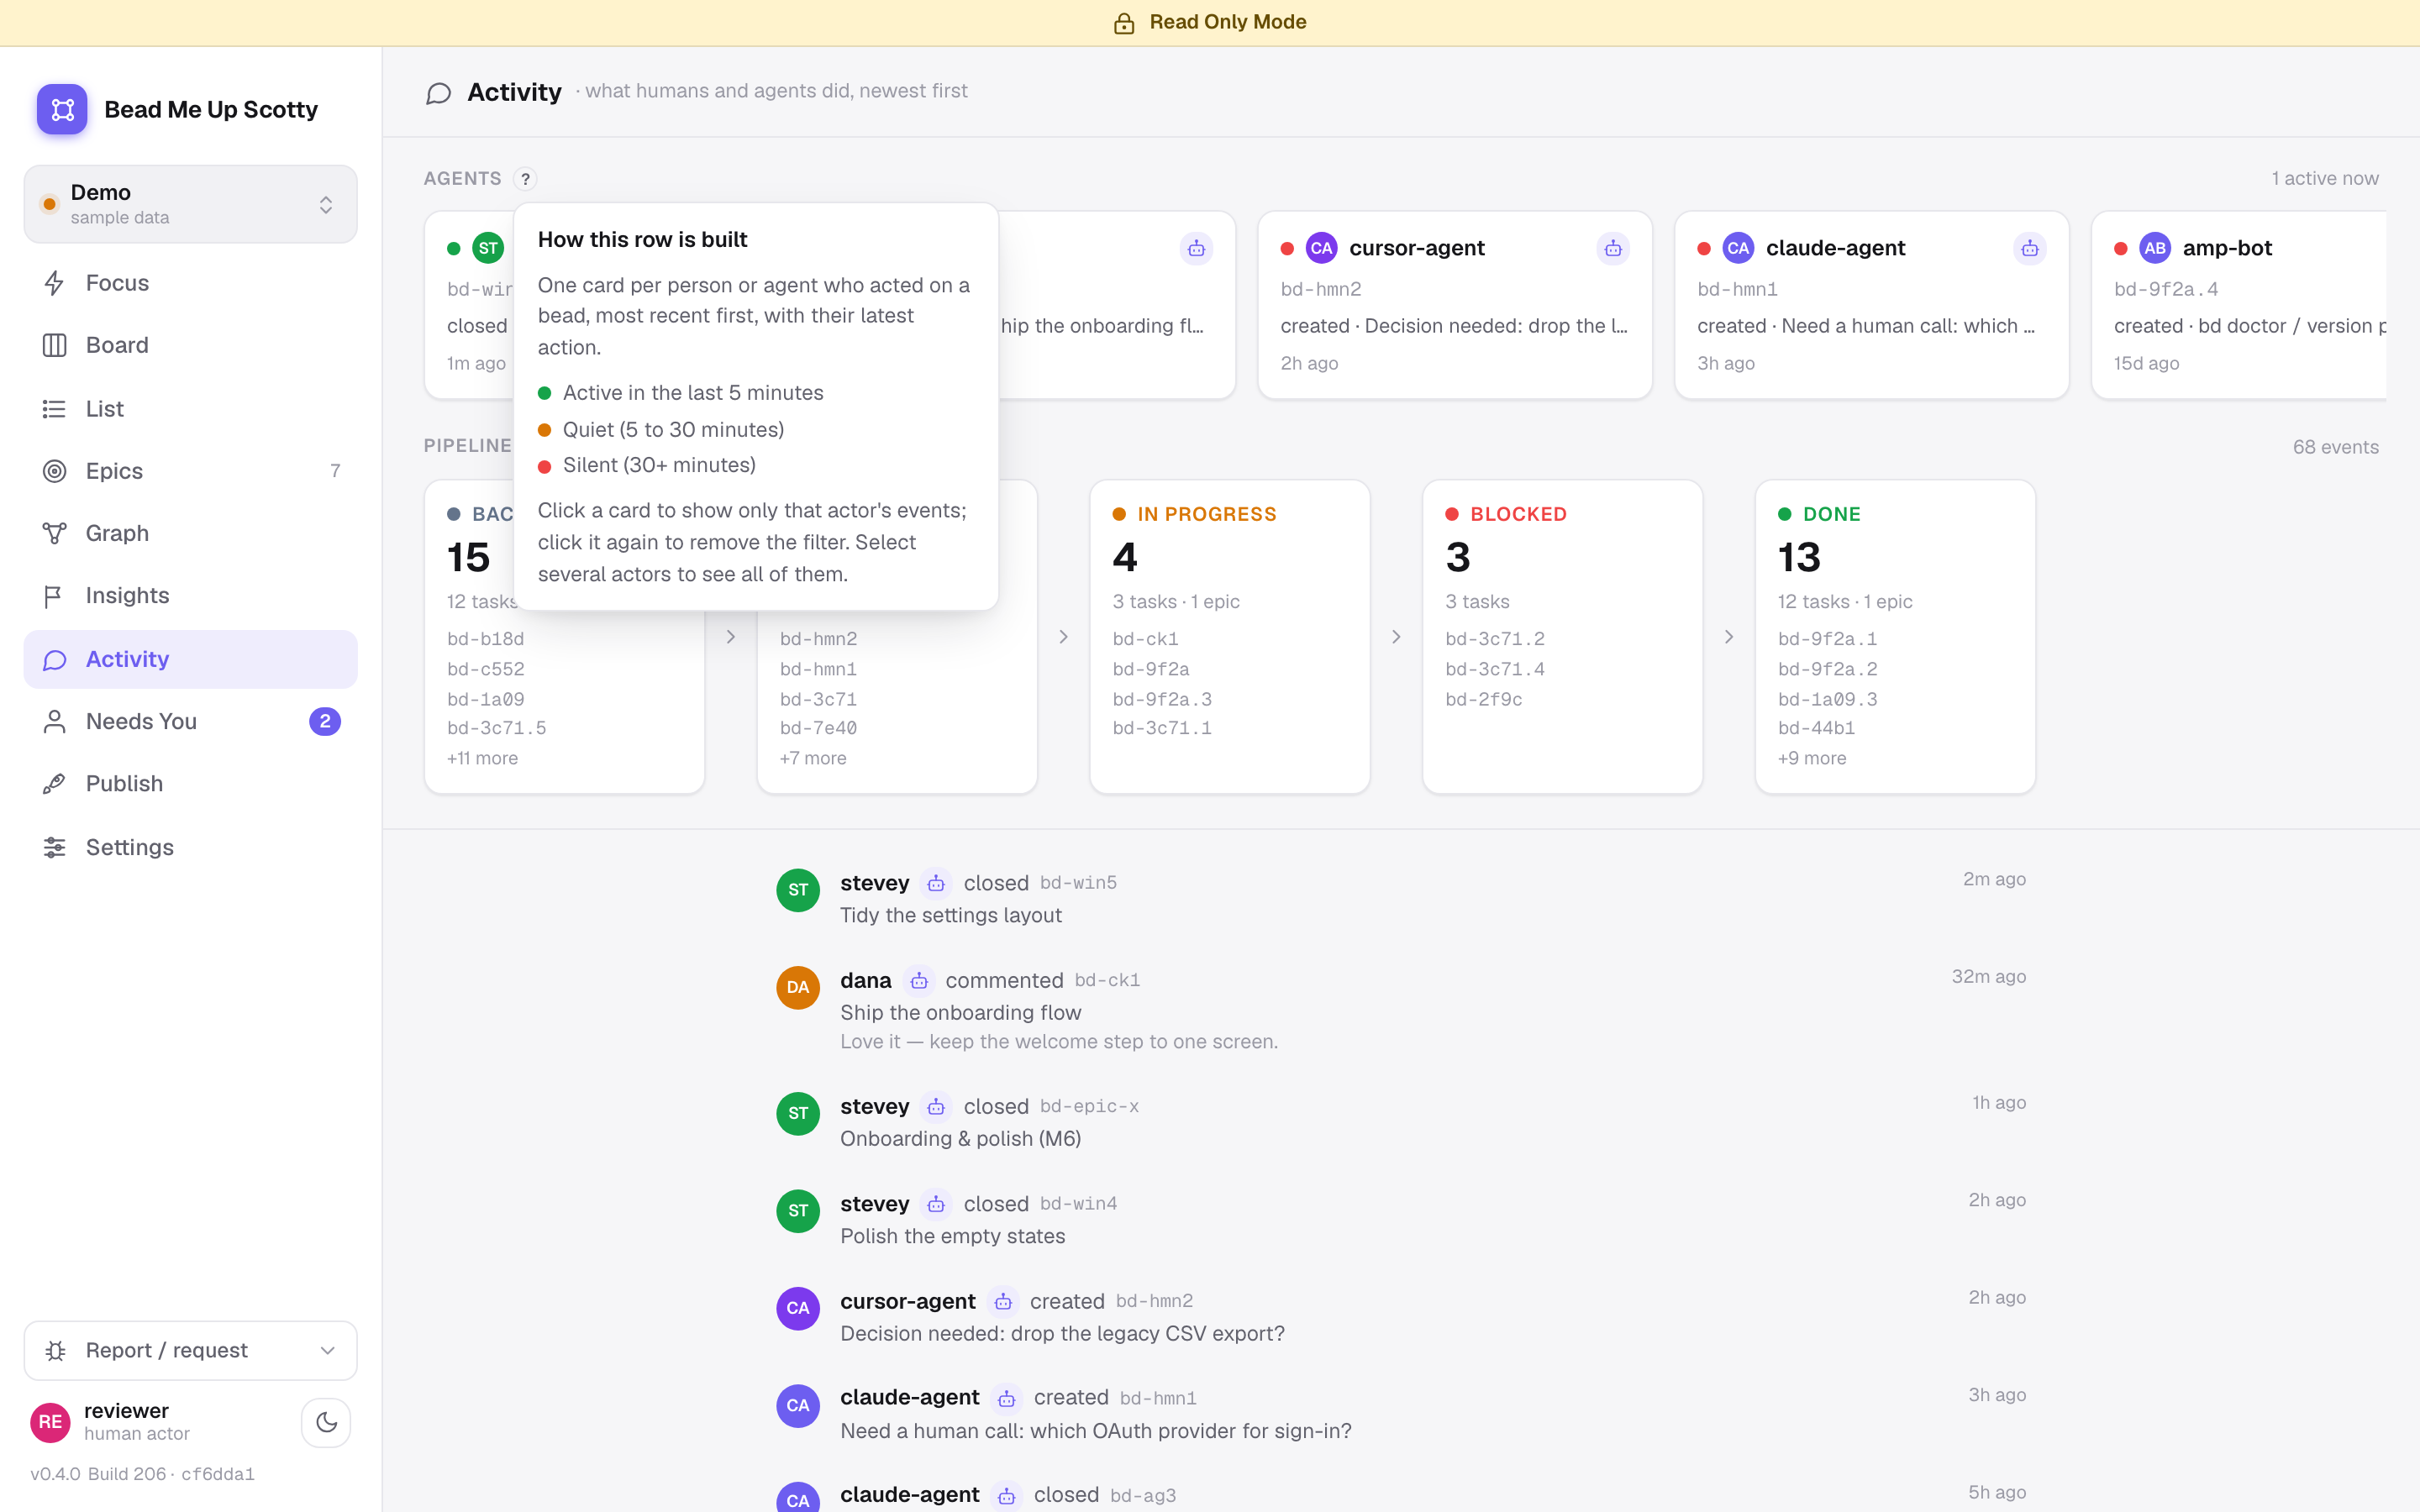 Read Only Mode
Bead Me Up Scotty
Demo
sample data
Focus
Board
List
Epics 7
Graph
Insights
Activity
Needs You 2
Publish
Settings
Report / request
RE reviewer
human actor
v0.4.0 Build 206 · cf6dda1
Activity · what humans and agents did, newest first
AGENTS ? 1 active now
ST
bd-win
closed
1m ago
hip the onboarding fl…
CA cursor-agent
bd-hmn2
created · Decision needed: drop the l…
2h ago
CA claude-agent
bd-hmn1
created · Need a human call: which …
3h ago
AB amp-bot
bd-9f2a.4
created · bd doctor / version p
15d ago
How this row is built
One card per person or agent who acted on a
bead, most recent first, with their latest
action.
Active in the last 5 minutes
Quiet (5 to 30 minutes)
Silent (30+ minutes)
Click a card to show only that actor's events;
click it again to remove the filter. Select
several actors to see all of them.
PIPELINE 68 events
BAC
15
12 tasks
bd-b18d
bd-c552
bd-1a09
bd-3c71.5
+11 more
bd-hmn2
bd-hmn1
bd-3c71
bd-7e40
+7 more
IN PROGRESS
4
3 tasks · 1 epic
bd-ck1
bd-9f2a
bd-9f2a.3
bd-3c71.1
BLOCKED
3
3 tasks
bd-3c71.2
bd-3c71.4
bd-2f9c
DONE
13
12 tasks · 1 epic
bd-9f2a.1
bd-9f2a.2
bd-1a09.3
bd-44b1
+9 more
ST stevey closed bd-win5 2m ago
Tidy the settings layout
DA dana commented bd-ck1 32m ago
Ship the onboarding flow
Love it — keep the welcome step to one screen.
ST stevey closed bd-epic-x 1h ago
Onboarding & polish (M6)
ST stevey closed bd-win4 2h ago
Polish the empty states
CA cursor-agent created bd-hmn2 2h ago
Decision needed: drop the legacy CSV export?
CA claude-agent created bd-hmn1 3h ago
Need a human call: which OAuth provider for sign-in?
CA claude-agent closed bd-ag3 5h ago